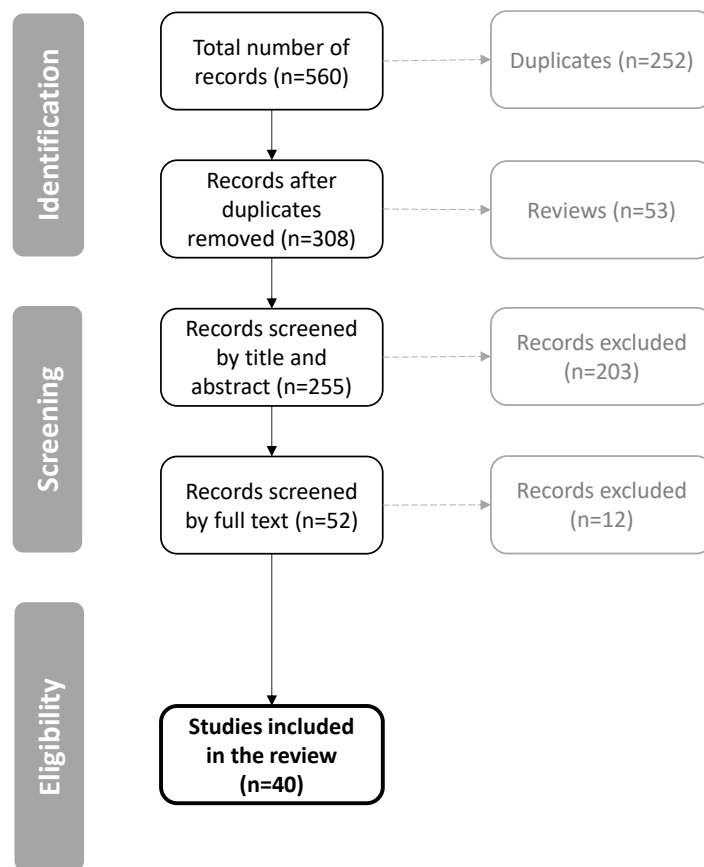 Identification
Total number of
records (n=560)
Duplicates (n=252)
Records after
duplicates
removed (n=308)
Reviews (n=53)
Screening
Records screened
by title and
abstract (n=255)
Records excluded
(n=203)
Records screened
by full text (n=52)
Records excluded
(n=12)
Eligibility
Studies included
in the review
(n=40)